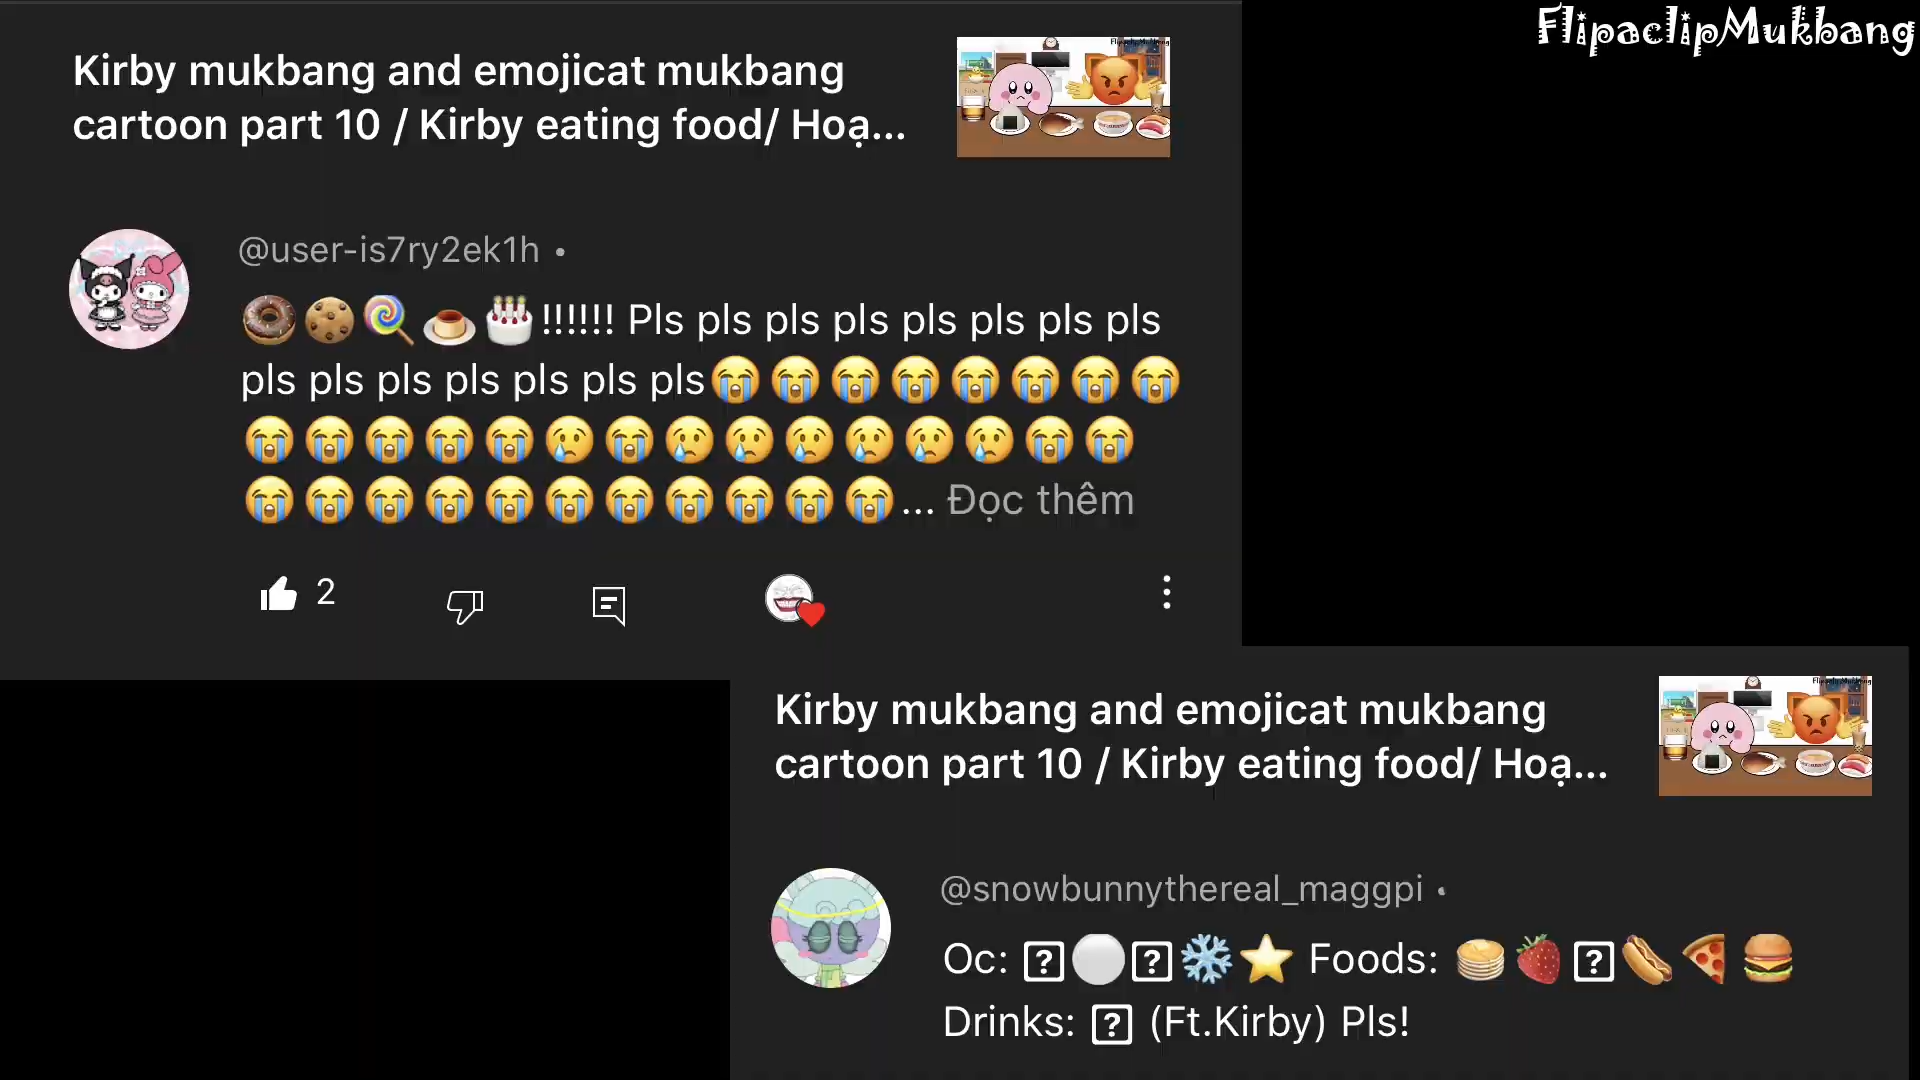 FlipaclipMukbang
Kirby mukbang and emojicat mukbang
cartoon part 10 / Kirby eating food/ Hoạ...
@user-is7ry2ek1h •
🍩🍪🍭🍮🎂!!!!!! Pls pls pls pls pls pls pls pls
pls pls pls pls pls pls pls😭😭😭😭😭😭😭😭
😭😭😭😭😭😢😭😢😢😢😢😢😢😭😭
😭😭😭😭😭😭😭😭😭😭😭... Đọc thêm
2
Kirby mukbang and emojicat mukbang
cartoon part 10 / Kirby eating food/ Hoạ...
@snowbunnythereal_maggpi •
Oc: [?]⚪[?]❄️⭐ Foods: 🥞🍓[?]🌭🍕🍔
Drinks: [?] (Ft.Kirby) Pls!